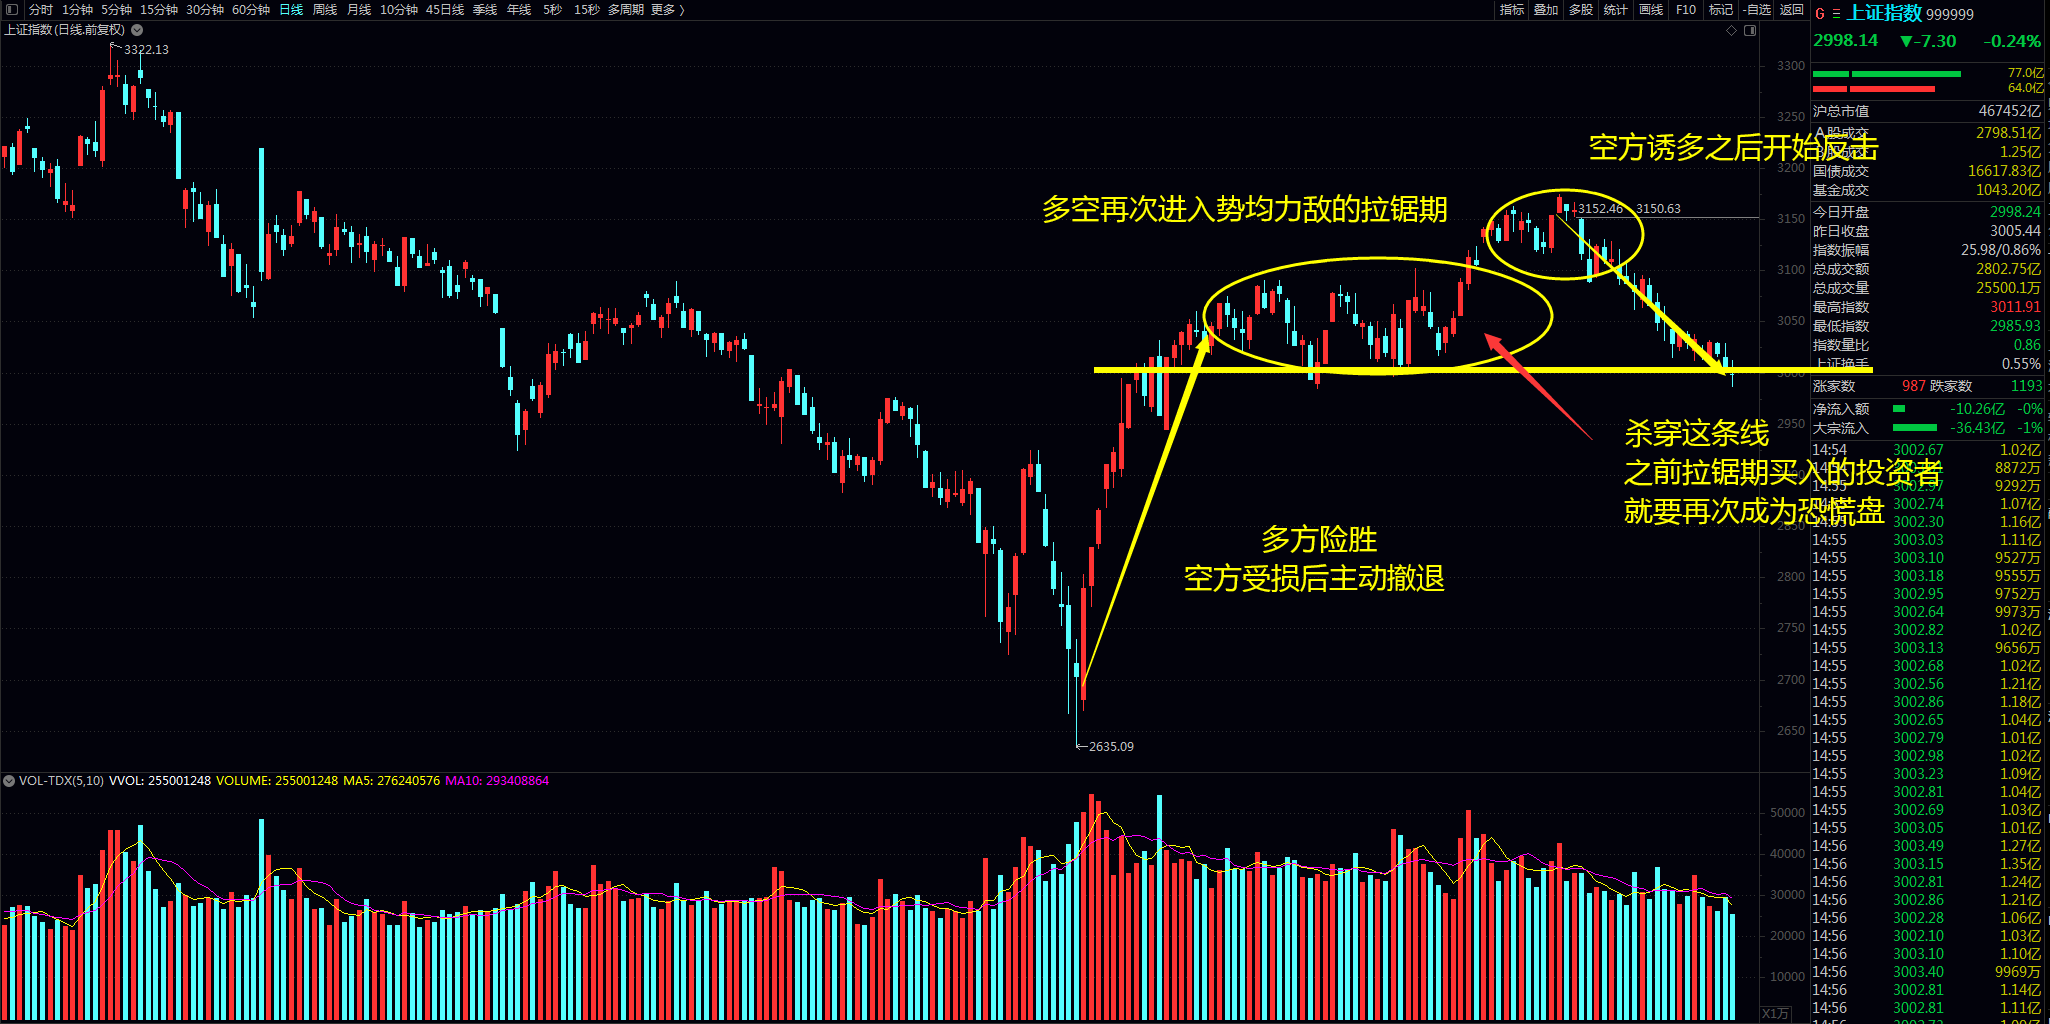 分时 1分钟 5分钟 15分钟 30分钟 60分钟 日线 周线 月线 10分钟 45日线 季线 年线 5秒 15秒 多周期 更多 〉
指标 叠加 多股 统计 画线 F10 标记 -自选 返回
G 上证指数 999999
上证指数(日线,前复权)
2998.14 ▼-7.30 -0.24%
77.0亿
64.0亿
沪总市值 467452亿
A股成交 2798.51亿
B股成交 1.25亿
国债成交 16617.83亿
基金成交 1043.20亿
今日开盘 2998.24
昨日收盘 3005.44
指数振幅 25.98/0.86%
总成交额 2802.75亿
总成交量 25500.1万
最高指数 3011.91
最低指数 2985.93
指数量比 0.86
上证换手 0.55%
涨家数 987 跌家数 1193
净流入额 -10.26亿 -0%
大宗流入 -36.43亿 -1%
14:54 3002.67 1.02亿
8872万
14:55 9292万
14:55 3002.74 1.07亿
14:55 3002.30 1.16亿
14:55 3003.03 1.11亿
14:55 3003.10 9527万
14:55 3003.18 9555万
14:55 3002.95 9752万
14:55 3002.64 9973万
14:55 3002.82 1.02亿
14:55 3003.13 9656万
14:55 3002.68 1.02亿
14:55 3002.56 1.21亿
14:55 3002.86 1.18亿
14:55 3002.65 1.04亿
14:55 3002.79 1.01亿
14:55 3002.98 1.02亿
14:55 3003.23 1.09亿
14:55 3002.81 1.04亿
14:55 3002.69 1.03亿
14:55 3003.05 1.01亿
14:56 3003.49 1.27亿
14:56 3003.15 1.35亿
14:56 3002.81 1.24亿
14:56 3002.86 1.21亿
14:56 3002.28 1.06亿
14:56 3002.10 1.03亿
14:56 3003.10 1.10亿
14:56 3003.40 9969万
14:56 3002.81 1.14亿
14:56 3002.81 1.11亿
3322.13
空方诱多之后开始反击
多空再次进入势均力敌的拉锯期
3152.46 3150.63
杀穿这条线
之前拉锯期买入的投资者
就要再次成为恐慌盘
多方险胜
空方受损后主动撤退
2635.09
3300
3250
3200
3150
3100
3050
3000
2950
2900
2850
2800
2750
2700
2650
VOL-TDX(5,10) VVOL: 255001248 VOLUME: 255001248 MA5: 276240576 MA10: 293408864
50000
40000
30000
20000
10000
X1万